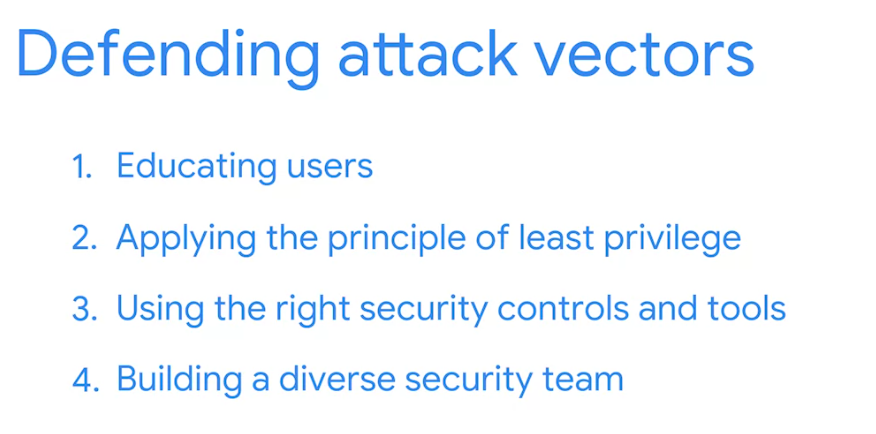 Defending attack vectors
1. Educating users
2. Applying the principle of least privilege
3. Using the right security controls and tools
4. Building a diverse security team